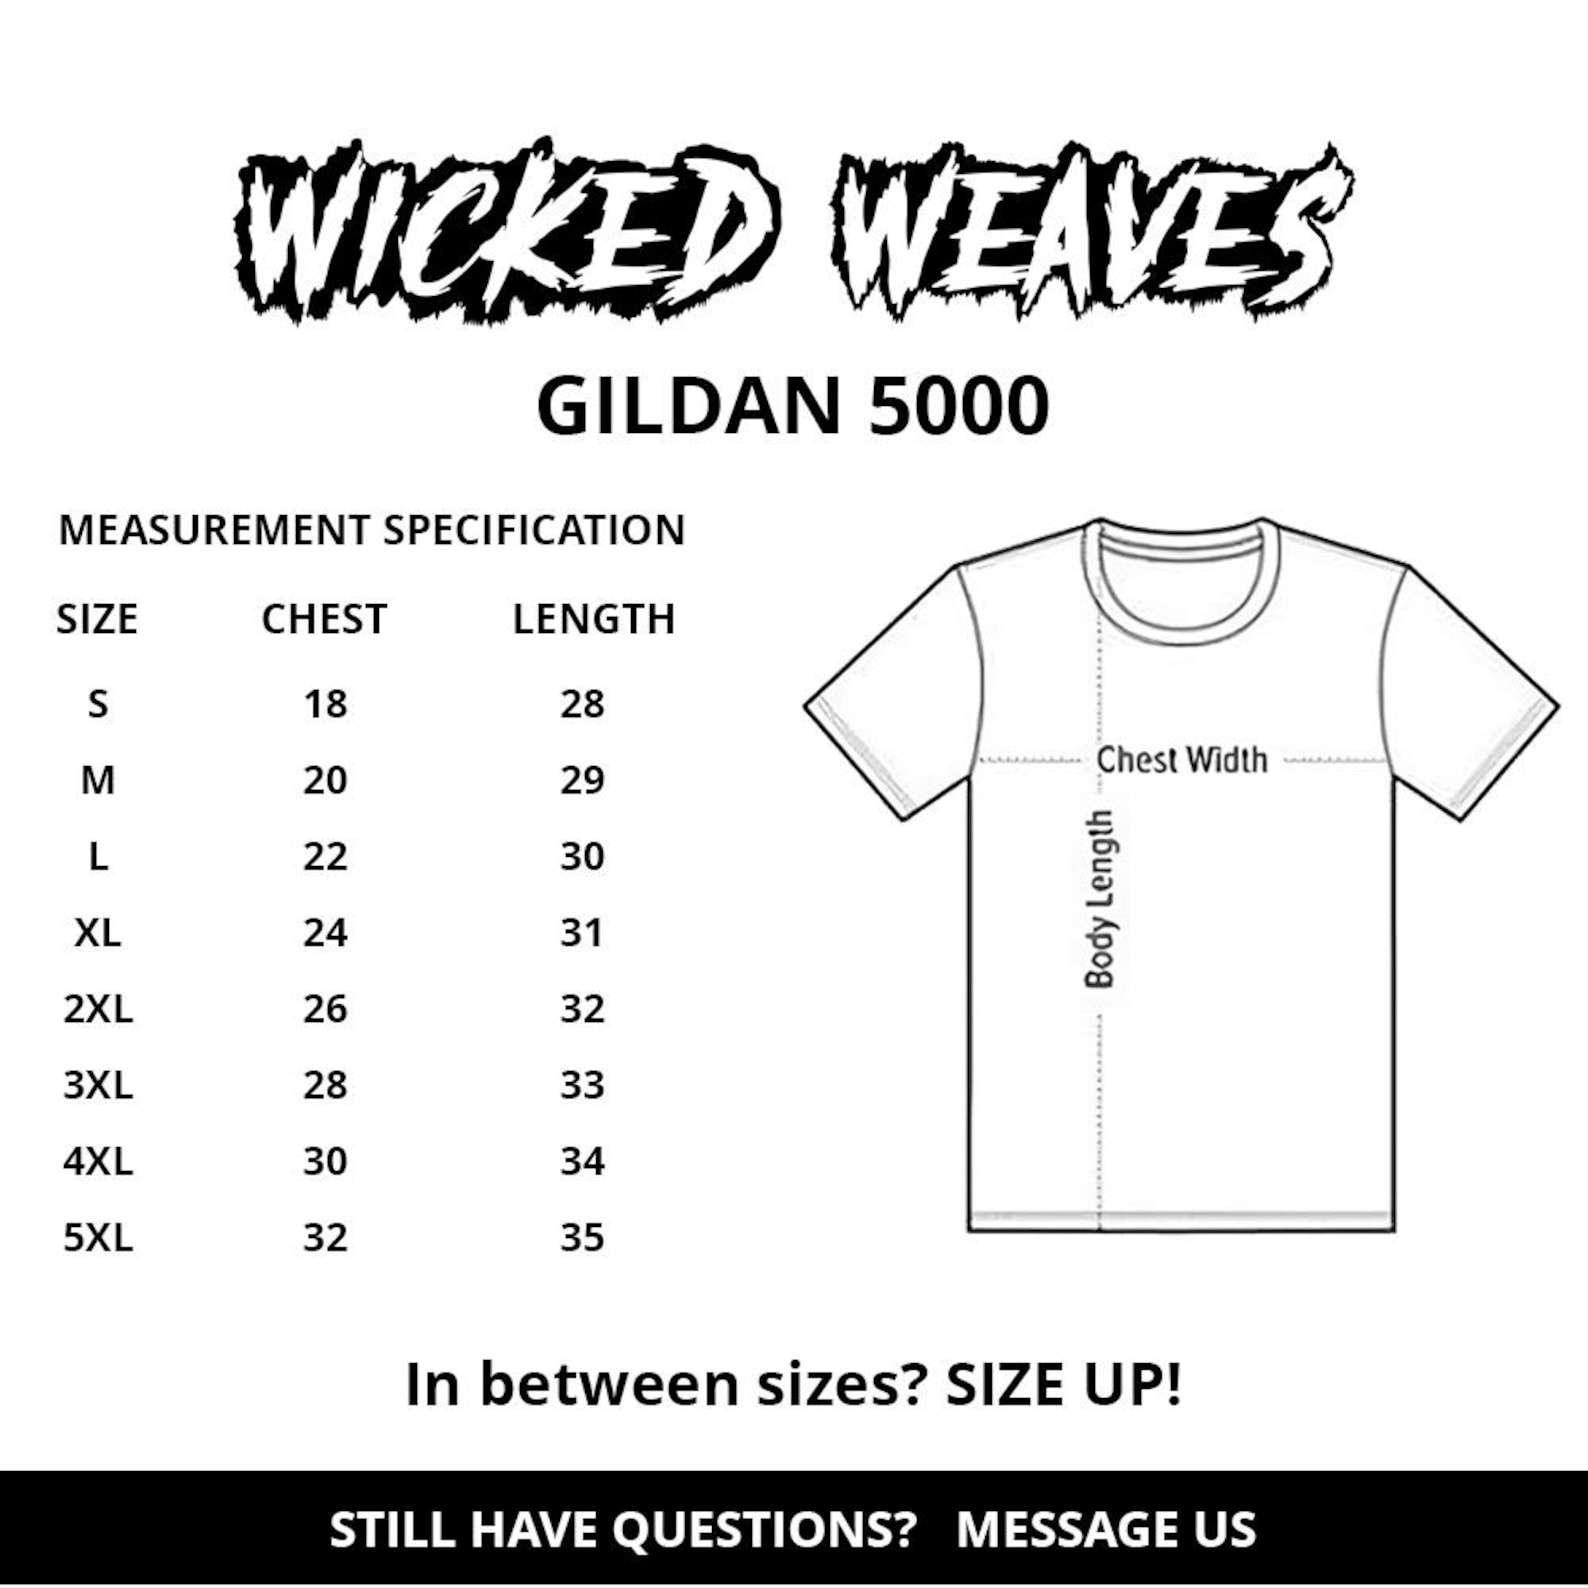 WICKED WEAVES
GILDAN 5000
MEASUREMENT SPECIFICATION
SIZE CHEST LENGTH
S 18 28
M 20 29
L 22 30
XL 24 31
2XL 26 32
3XL 28 33
4XL 30 34
5XL 32 35
Chest Width
Body Length
In between sizes? SIZE UP!
STILL HAVE QUESTIONS? MESSAGE US